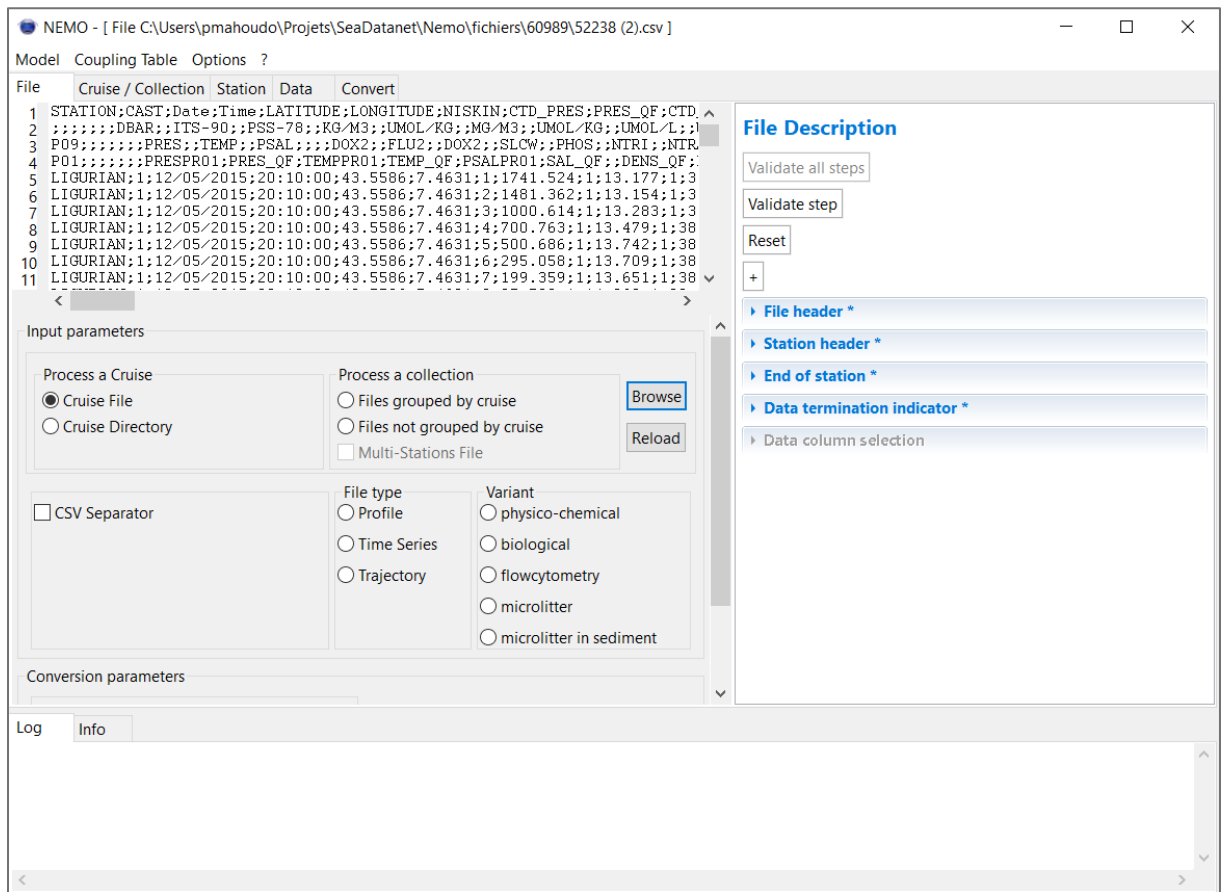 NEMO - [ File C:\Users\pmahoudo\Projets\SeaDatanet\Nemo\fichiers\60989\52238 (2).csv ]
Model Coupling Table Options ?
File Cruise / Collection Station Data Convert
1 STATION;CAST;Date;Time;LATITUDE;LONGITUDE;NISKIN;CTD_PRES;PRES_QF;CTD_
2 ;;;;;;;DBAR;;ITS-90;;PSS-78;;KG/M3;;UMOL/KG;;MG/M3;;UMOL/KG;;UMOL/L;;
3 P09;;;;;;;PRES;;TEMP;;PSAL;;;;DOX2;;FLU2;;DOX2;;SLCW;;PHOS;;NTRI;;NTR
4 P01;;;;;;;PRESPR01;PRES_QF;TEMPPR01;TEMP_QF;PSALPR01;SAL_QF;;DENS_QF;
5 LIGURIAN;1;12/05/2015;20:10:00;43.5586;7.4631;1;1741.524;1;13.177;1;3
6 LIGURIAN;1;12/05/2015;20:10:00;43.5586;7.4631;2;1481.362;1;13.154;1;3
7 LIGURIAN;1;12/05/2015;20:10:00;43.5586;7.4631;3;1000.614;1;13.283;1;3
8 LIGURIAN;1;12/05/2015;20:10:00;43.5586;7.4631;4;700.763;1;13.479;1;38
9 LIGURIAN;1;12/05/2015;20:10:00;43.5586;7.4631;5;500.686;1;13.742;1;38
10 LIGURIAN;1;12/05/2015;20:10:00;43.5586;7.4631;6;295.058;1;13.709;1;38
11 LIGURIAN;1;12/05/2015;20:10:00;43.5586;7.4631;7;199.359;1;13.651;1;38
File Description
Validate all steps
Validate step
Reset
+
File header *
Station header *
End of station *
Data termination indicator *
Data column selection
Input parameters
Process a Cruise
Cruise File
Cruise Directory
Process a collection
Files grouped by cruise
Files not grouped by cruise
Multi-Stations File
Browse
Reload
CSV Separator
File type
Profile
Time Series
Trajectory
Variant
physico-chemical
biological
flowcytometry
microlitter
microlitter in sediment
Conversion parameters
Log Info